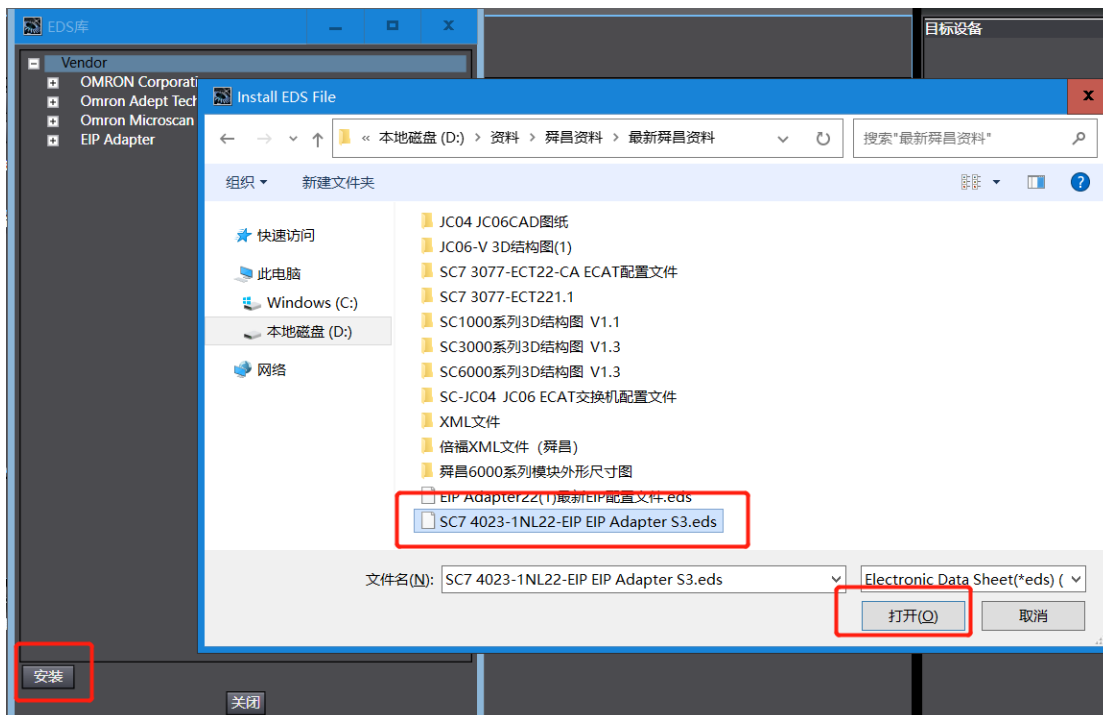 EDS库
目标设备
Vendor
OMRON Corporati
Omron Adept Tech
Omron Microscan
EIP Adapter
Install EDS File
« 本地磁盘 (D:) › 资料 › 舜昌资料 › 最新舜昌资料
搜索"最新舜昌资料"
组织
新建文件夹
快速访问
此电脑
Windows (C:)
本地磁盘 (D:)
网络
JC04 JC06CAD图纸
JC06-V 3D结构图(1)
SC7 3077-ECT22-CA ECAT配置文件
SC7 3077-ECT221.1
SC1000系列3D结构图 V1.1
SC3000系列3D结构图 V1.3
SC6000系列3D结构图 V1.3
SC-JC04 JC06 ECAT交换机配置文件
XML文件
倍福XML文件（舜昌）
舜昌6000系列模块外形尺寸图
EIP Adapter22(1)最新EIP配置文件.eds
SC7 4023-1NL22-EIP EIP Adapter S3.eds
文件名(N): SC7 4023-1NL22-EIP EIP Adapter S3.eds
Electronic Data Sheet(*eds) (
打开(O)
取消
安装
关闭